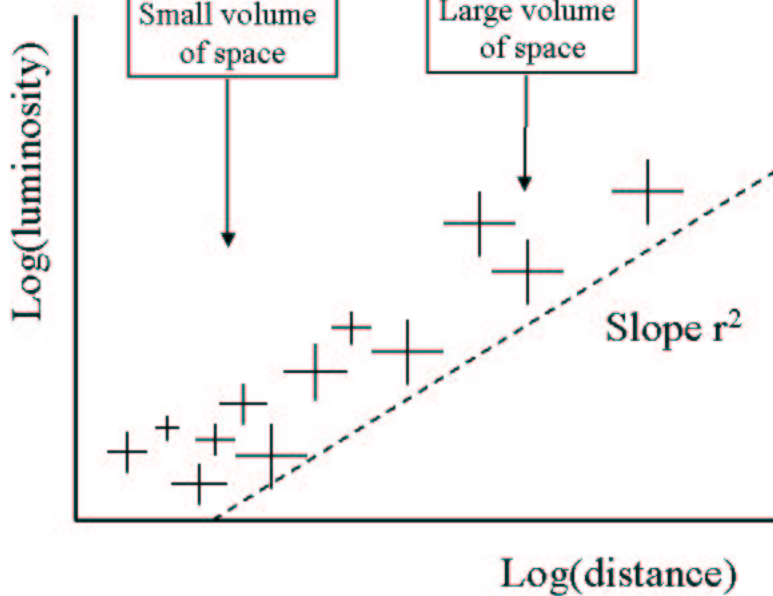 Small volume
of space
Large volume
of space
Log(luminosity)
Slope r²
Log(distance)